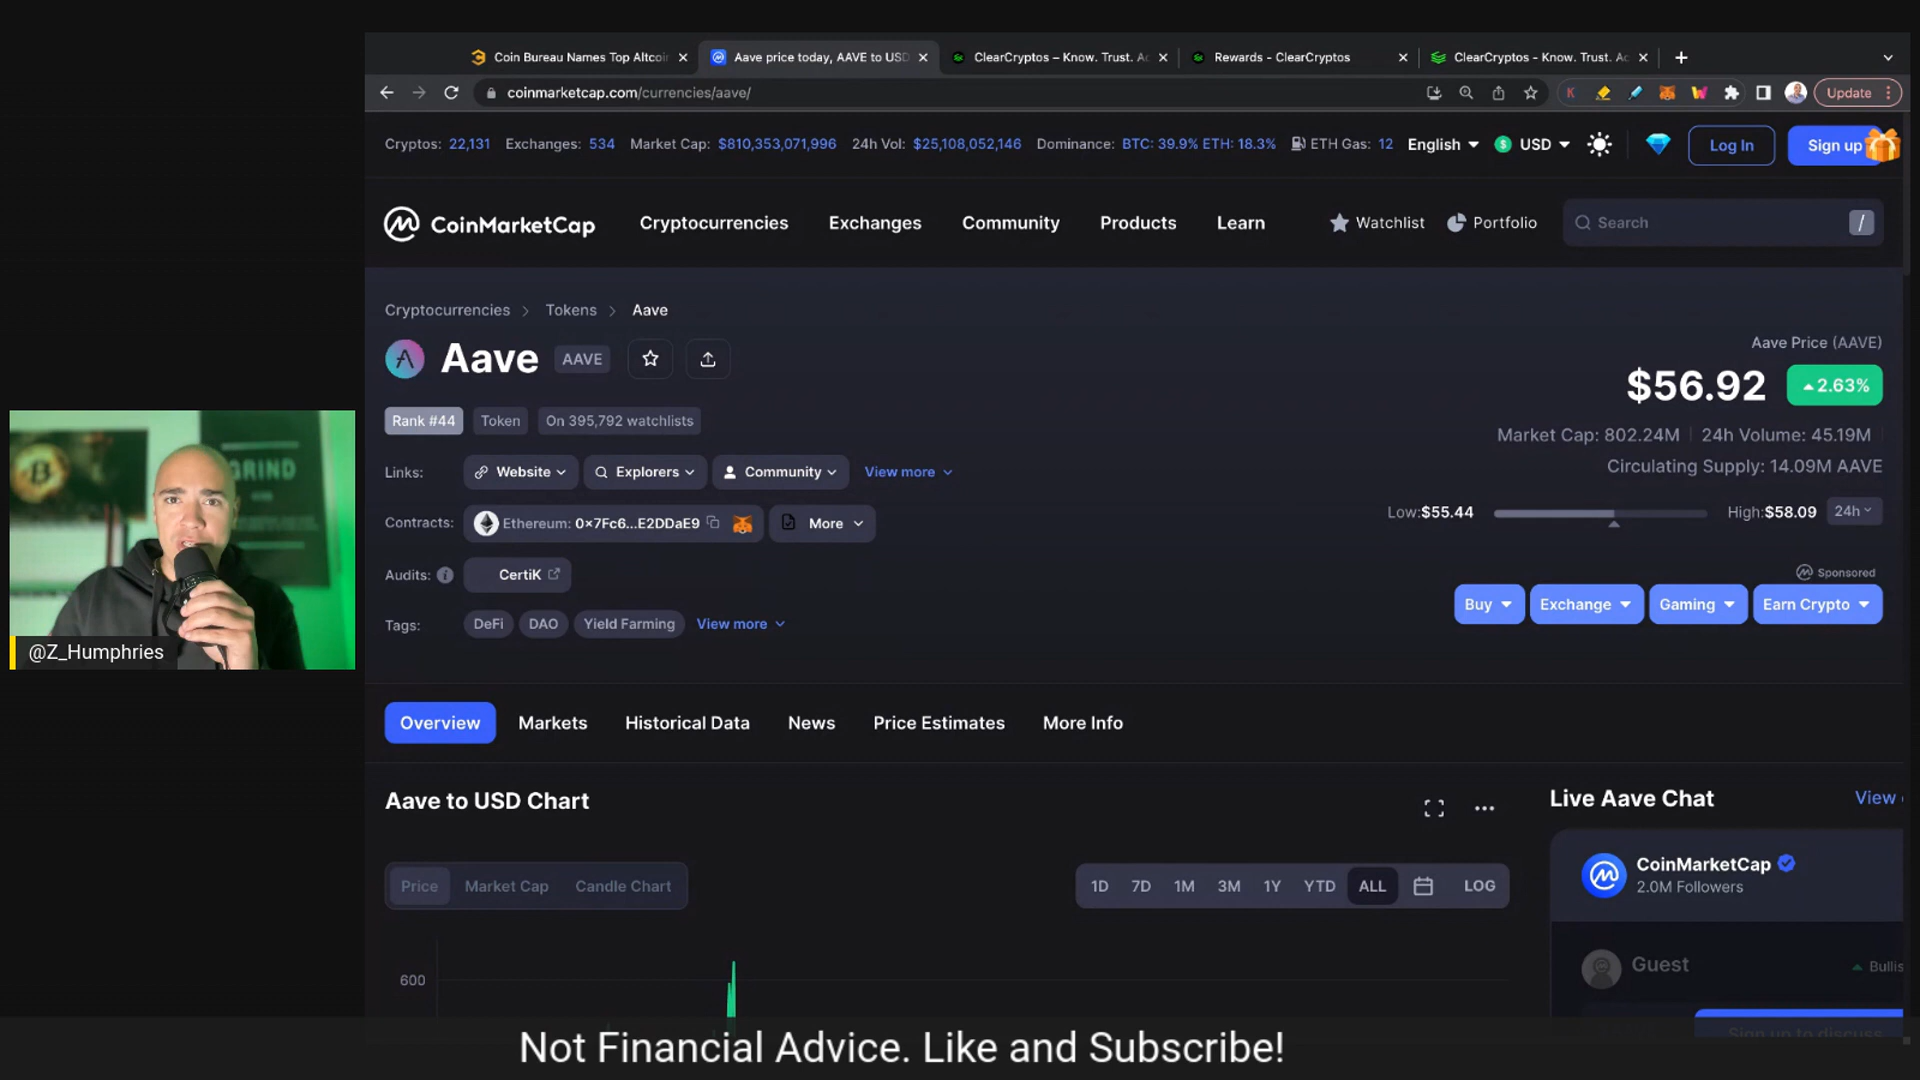 Coin Bureau Names Top Altcoi
Aave price today, AAVE to USD
ClearCryptos – Know. Trust. Ac
Rewards - ClearCryptos
ClearCryptos - Know. Trust. Ac
coinmarketcap.com/currencies/aave/
Update
Cryptos: 22,131 Exchanges: 534 Market Cap: $810,353,071,996 24h Vol: $25,108,052,146 Dominance: BTC: 39.9% ETH: 18.3% ETH Gas: 12 English USD Log In Sign up
CoinMarketCap Cryptocurrencies Exchanges Community Products Learn Watchlist Portfolio Search /
Cryptocurrencies > Tokens > Aave
Aave AAVE
Aave Price (AAVE)
$56.92 2.63%
Rank #44 Token On 395,792 watchlists
Market Cap: 802.24M 24h Volume: 45.19M
Circulating Supply: 14.09M AAVE
Links: Website Explorers Community View more
Low:$55.44 High:$58.09 24h
Contracts: Ethereum: 0x7Fc6...E2DDaE9 More
Audits: CertiK
Sponsored
Buy Exchange Gaming Earn Crypto
Tags: DeFi DAO Yield Farming View more
GRIND
@Z_Humphries
Overview Markets Historical Data News Price Estimates More Info
Aave to USD Chart
Live Aave Chat View
Price Market Cap Candle Chart
1D 7D 1M 3M 1Y YTD ALL LOG
CoinMarketCap
2.0M Followers
Guest Bullis
600
Sign up to discuss
Not Financial Advice. Like and Subscribe!